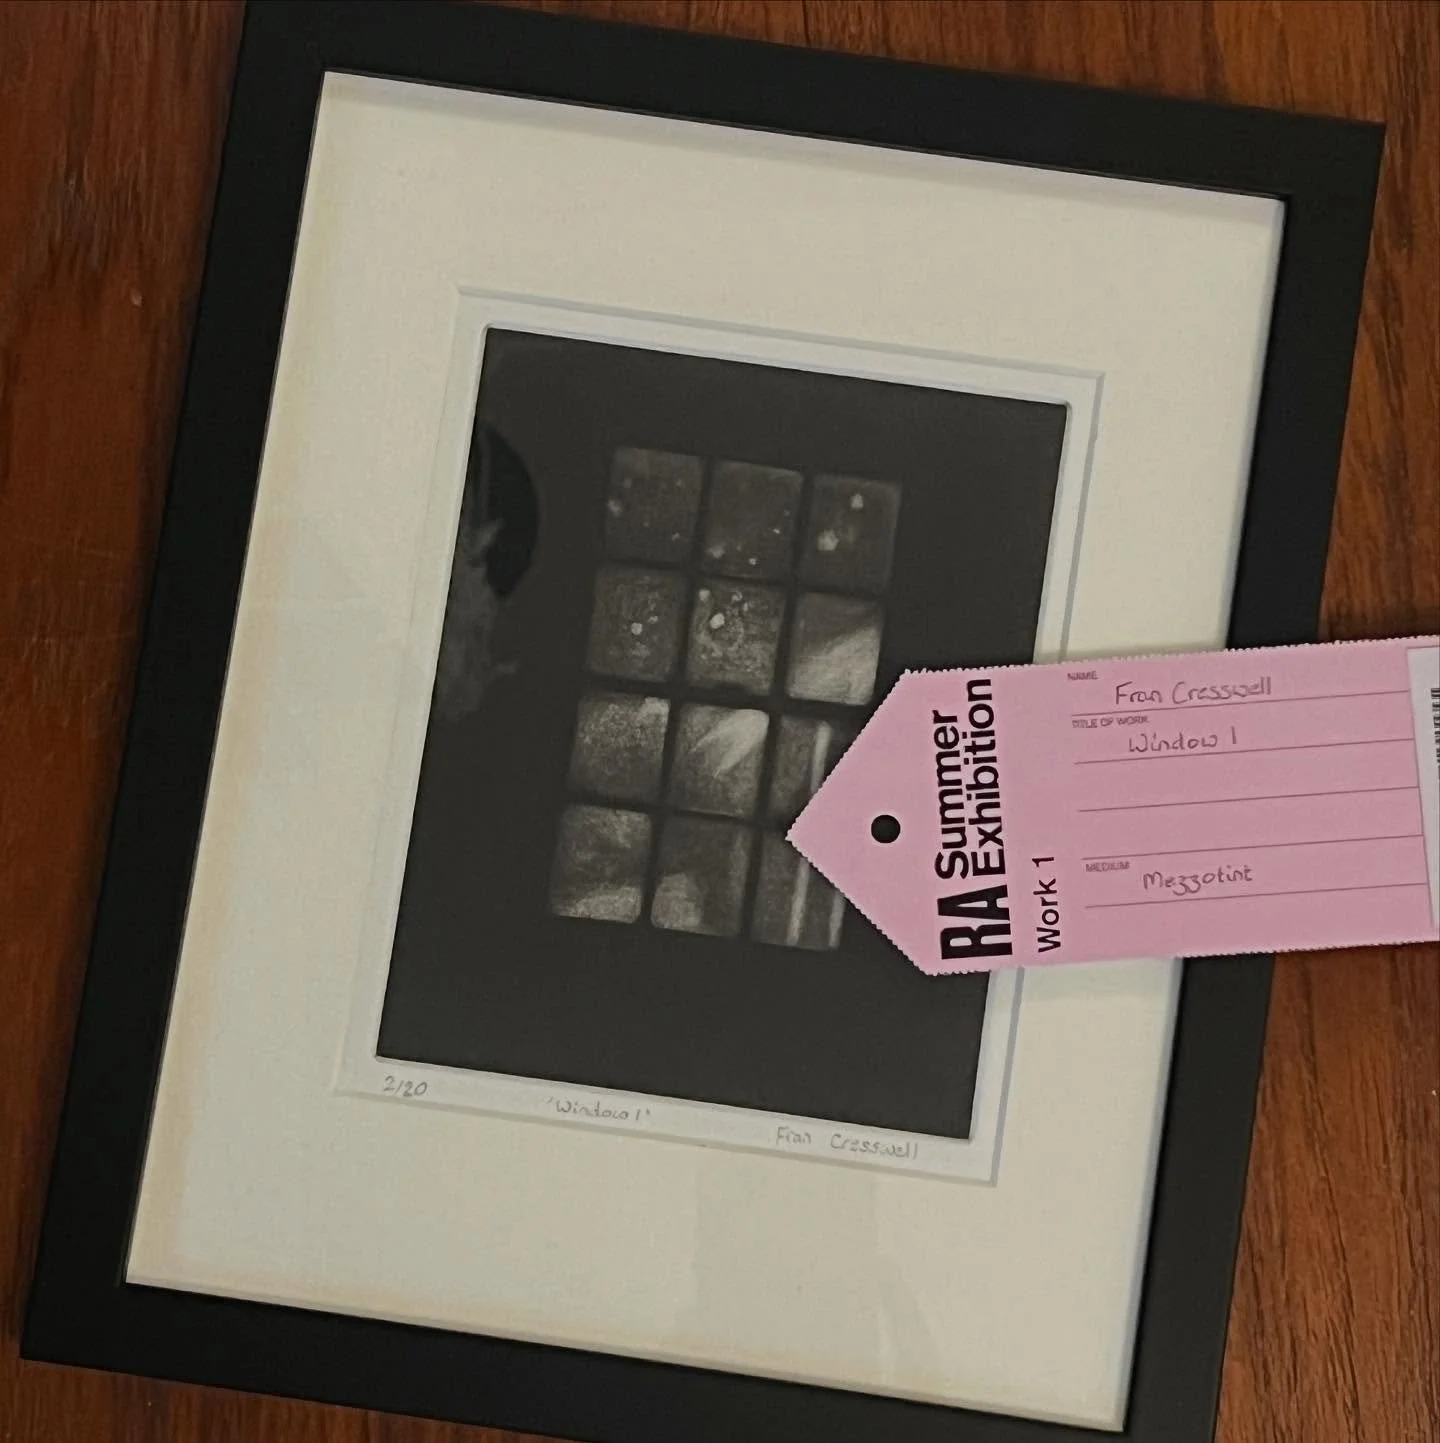 2/20
'Window 1'
Fran Cresswell
RA Summer
Exhibition
Work 1
NAME
Fran Cresswell
TITLE OF WORK
Window 1
MEDIUM
Mezzotint